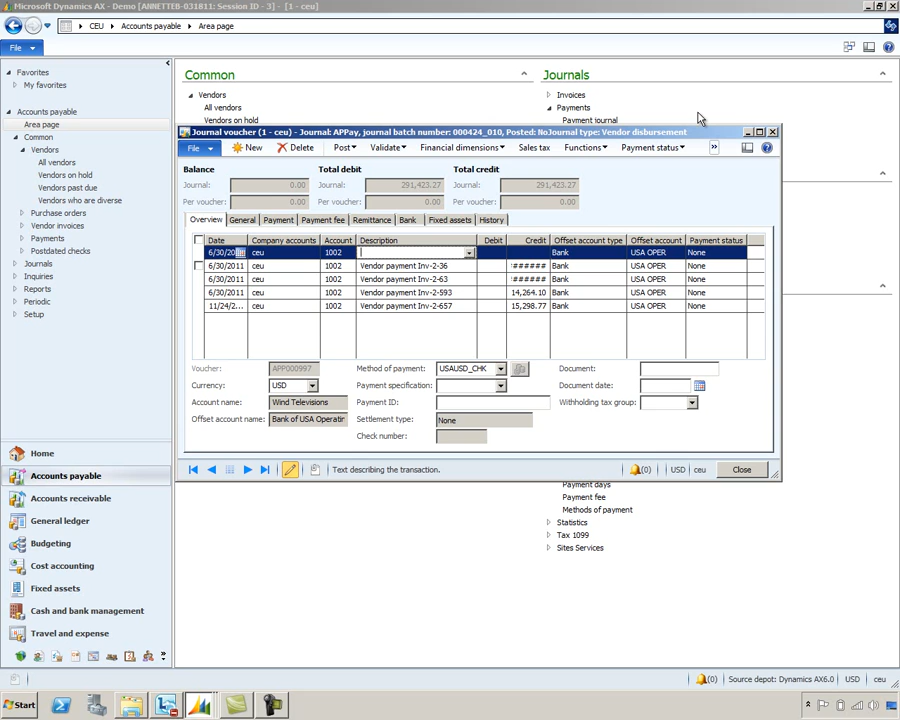 Microsoft Dynamics AX - Demo [ANNETTEB-031811: Session ID - 3] - [1 - ceu]
CEU ▸ Accounts payable ▸ Area page
File
Favorites
My favorites
Accounts payable
Area page
Common
Vendors
All vendors
Vendors on hold
Vendors past due
Vendors who are diverse
Purchase orders
Vendor invoices
Payments
Postdated checks
Journals
Inquiries
Reports
Periodic
Setup
Home
Accounts payable
Accounts receivable
General ledger
Budgeting
Cost accounting
Fixed assets
Cash and bank management
Travel and expense
Common
Vendors
All vendors
Vendors on hold
Journals
Invoices
Payments
Payment journal
Journal voucher (1 - ceu) - Journal: APPay, journal batch number: 000424_010, Posted: NoJournal type: Vendor disbursement
File New Delete Post Validate Financial dimensions Sales tax Functions Payment status »
Balance Total debit Total credit
Journal: 0.00 Journal: 291,423.27 Journal: 291,423.27
Per voucher: 0.00 Per voucher: 0.00 Per voucher: 0.00
Overview General Payment Payment fee Remittance Bank Fixed assets History
Date Company accounts Account Description Debit Credit Offset account type Offset account Payment status
6/30/20 ceu 1002 Bank USA OPER None
6/30/2011 ceu 1002 Vendor payment Inv-2-36 ###### Bank USA OPER None
6/30/2011 ceu 1002 Vendor payment Inv-2-63 ###### Bank USA OPER None
6/30/2011 ceu 1002 Vendor payment Inv-2-593 14,264.10 Bank USA OPER None
11/24/2... ceu 1002 Vendor payment Inv-2-657 15,298.77 Bank USA OPER None
Voucher: APP000997 Method of payment: USAUSD_CHK Document:
Currency: USD Payment specification: Document date:
Account name: Wind Televisions Payment ID: Withholding tax group:
Offset account name: Bank of USA Operatin Settlement type: None
Check number:
Text describing the transaction. (0) USD ceu Close
Payment days
Payment fee
Methods of payment
Statistics
Tax 1099
Sites Services
(0) Source depot: Dynamics AX6.0 USD ceu
Start